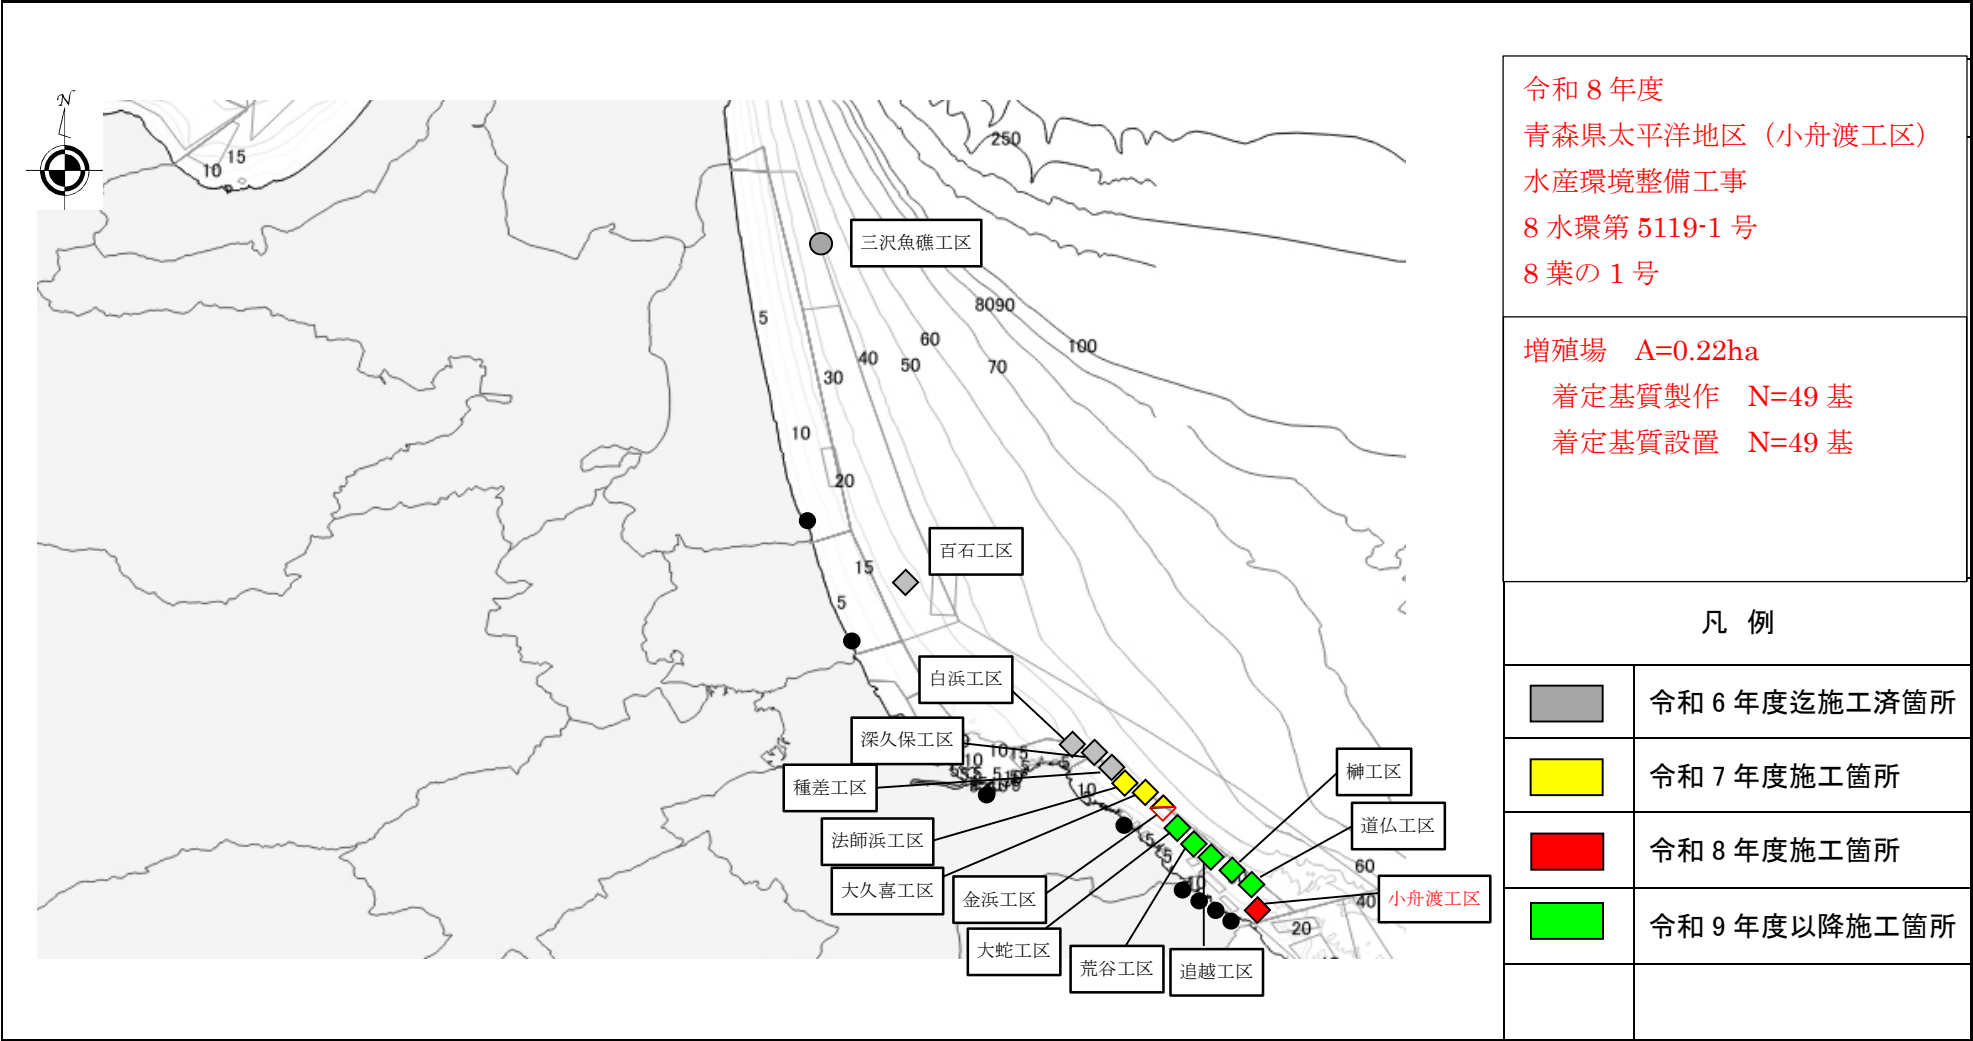 N
15
10
250
三沢魚礁工区
5
8090
60
100
40
50
70
30
10
20
百石工区
15
5
白浜工区
深久保工区
1015
10
種差工区
10
法師浜工区
大久喜工区
金浜工区
大蛇工区
荒谷工区
追越工区
榊工区
道仏工区
60
小舟渡工区
40
20
10
令和 8 年度
青森県太平洋地区（小舟渡工区）
水産環境整備工事
8 水環第 5119-1 号
8 葉の 1 号
増殖場　A=0.22ha
着定基質製作　N=49 基
着定基質設置　N=49 基
凡 例
令和 6 年度迄施工済箇所
令和 7 年度施工箇所
令和 8 年度施工箇所
令和 9 年度以降施工箇所